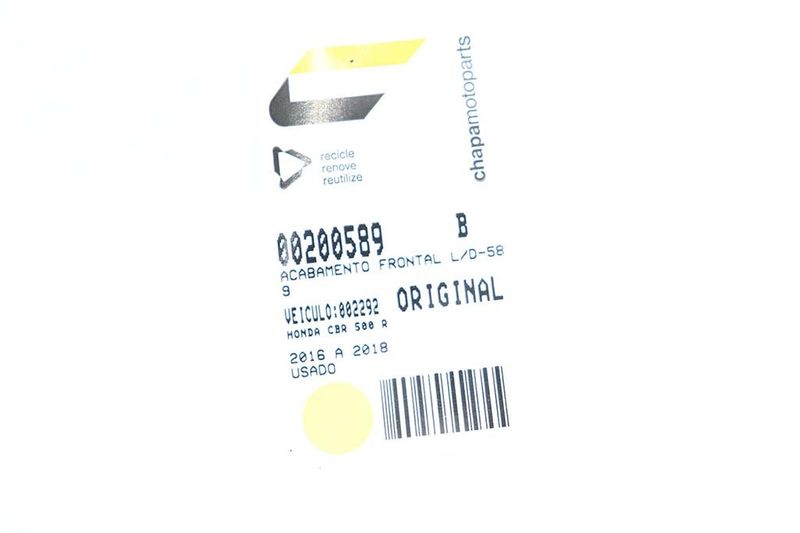 chapamotoparts
recicle
renove
reutilize
00200589 B
ACABAMENTO FRONTAL L/D-58
9
VEICULO:002292 ORIGINAL
HONDA CBR 500 R
2016 A 2018
USADO